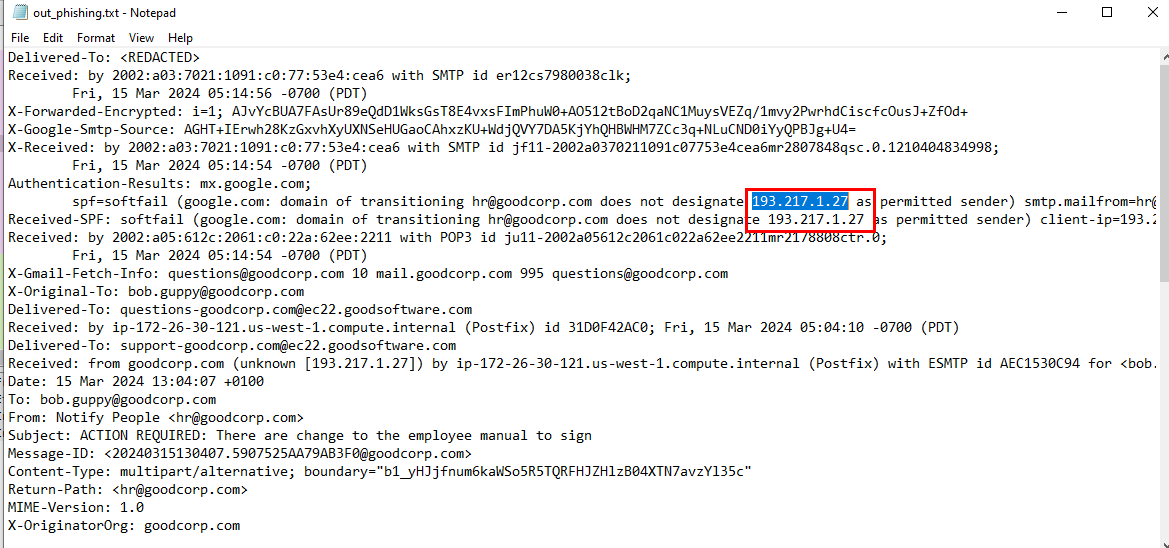 out_phishing.txt - Notepad
File Edit Format View Help
Delivered-To: <REDACTED>
Received: by 2002:a03:7021:1091:c0:77:53e4:cea6 with SMTP id er12cs7980038clk;
Fri, 15 Mar 2024 05:14:56 -0700 (PDT)
X-Forwarded-Encrypted: i=1; AJvYcBUA7FAsUr89eQdD1WksGsT8E4vxsFImPhuW0+AO512tBoD2qaNC1MuysVEZq/1mvy2PwrhdCiscfcOusJ+ZfOd+
X-Google-Smtp-Source: AGHT+IErwh28KzGxvhXyUXNSeHUGaoCAhxzKU+WdjQVY7DA5KjYhQHBWHM7ZCc3q+NLuCND0iYyQPBJg+U4=
X-Received: by 2002:a03:7021:1091:c0:77:53e4:cea6 with SMTP id jf11-2002a0370211091c07753e4cea6mr2807848qsc.0.1210404834998;
Fri, 15 Mar 2024 05:14:54 -0700 (PDT)
Authentication-Results: mx.google.com;
spf=softfail (google.com: domain of transitioning hr@goodcorp.com does not designate 193.217.1.27 as permitted sender) smtp.mailfrom=hr@
Received-SPF: softfail (google.com: domain of transitioning hr@goodcorp.com does not designate 193.217.1.27 as permitted sender) client-ip=193.2
Received: by 2002:a05:612c:2061:c0:22a:62ee:2211 with POP3 id ju11-2002a05612c2061c022a62ee2211mr2178808ctr.0;
Fri, 15 Mar 2024 05:14:54 -0700 (PDT)
X-Gmail-Fetch-Info: questions@goodcorp.com 10 mail.goodcorp.com 995 questions@goodcorp.com
X-Original-To: bob.guppy@goodcorp.com
Delivered-To: questions-goodcorp.com@ec22.goodsoftware.com
Received: by ip-172-26-30-121.us-west-1.compute.internal (Postfix) id 31D0F42AC0; Fri, 15 Mar 2024 05:04:10 -0700 (PDT)
Delivered-To: support-goodcorp.com@ec22.goodsoftware.com
Received: from goodcorp.com (unknown [193.217.1.27]) by ip-172-26-30-121.us-west-1.compute.internal (Postfix) with ESMTP id AEC1530C94 for <bob.
Date: 15 Mar 2024 13:04:07 +0100
To: bob.guppy@goodcorp.com
From: Notify People <hr@goodcorp.com>
Subject: ACTION REQUIRED: There are change to the employee manual to sign
Message-ID: <20240315130407.5907525AA79AB3F0@goodcorp.com>
Content-Type: multipart/alternative; boundary="b1_yHJjfnum6kaWSo5R5TQRFHJZHlzB04XTN7avzYl35c"
Return-Path: <hr@goodcorp.com>
MIME-Version: 1.0
X-OriginatorOrg: goodcorp.com